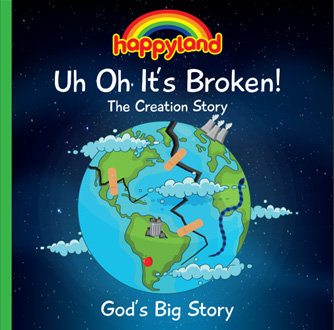 happyland
Uh Oh It's Broken!
The Creation Story
God's Big Story